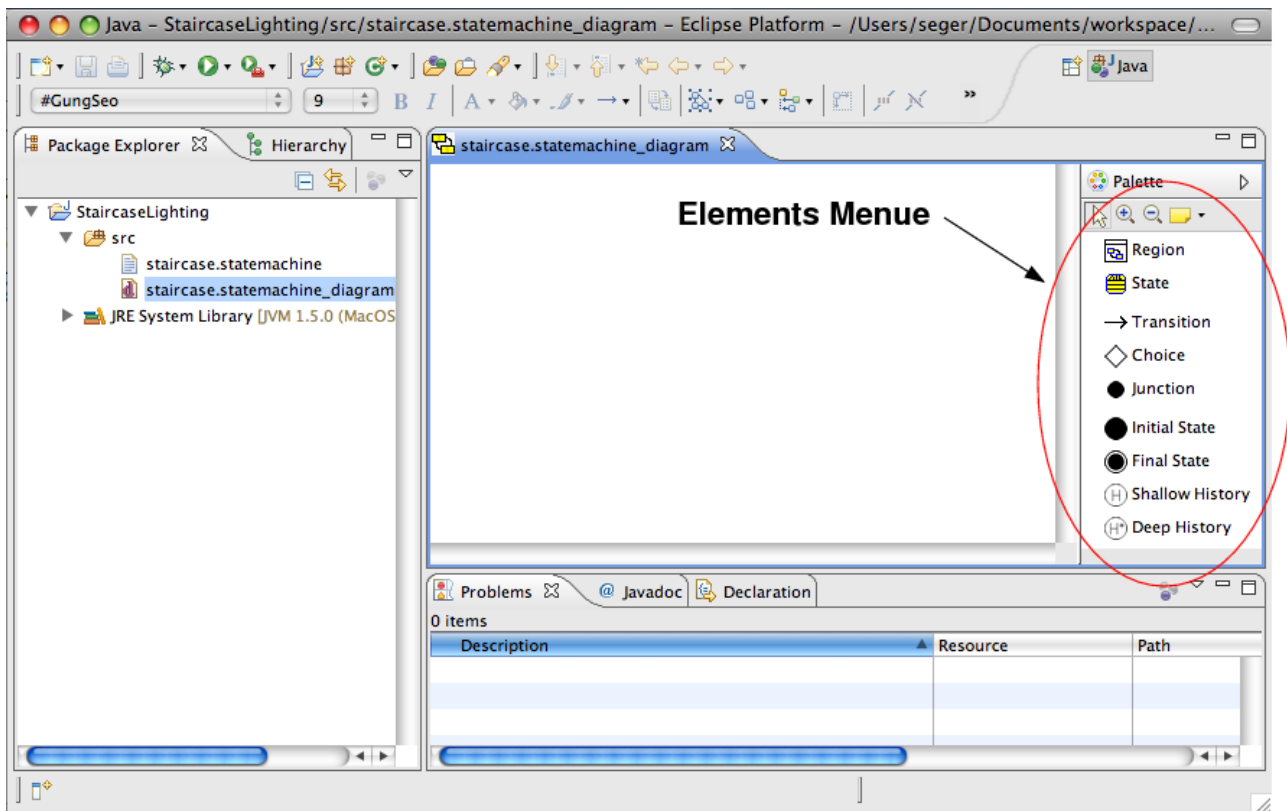 Java – StaircaseLighting/src/staircase.statemachine_diagram – Eclipse Platform – /Users/seger/Documents/workspace/...
Java
#GungSeo
9
B
I
A
»
Package Explorer
Hierarchy
staircase.statemachine_diagram
StaircaseLighting
src
staircase.statemachine
staircase.statemachine_diagram
JRE System Library [JVM 1.5.0 (MacOS
Elements Menue
Palette
Region
State
Transition
Choice
Junction
Initial State
Final State
H Shallow History
H* Deep History
Problems
@ Javadoc
Declaration
0 items
Description
Resource
Path